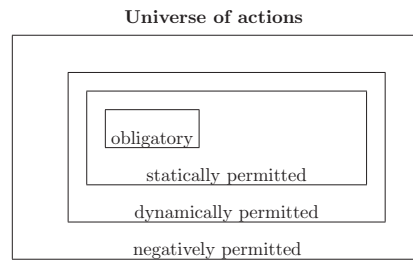 Universe of actions
obligatory
statically permitted
dynamically permitted
negatively permitted